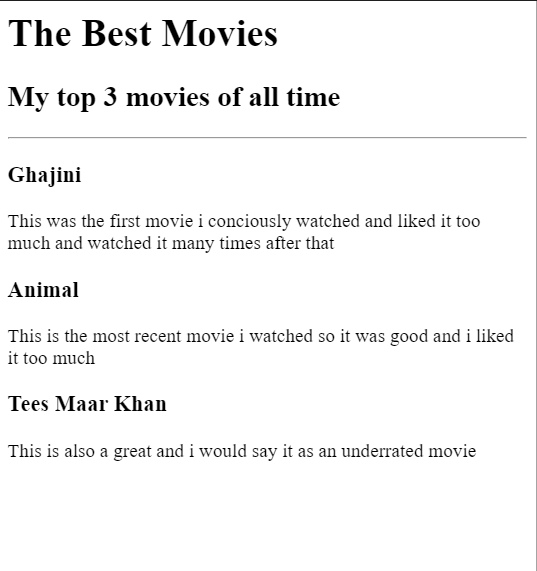 The Best Movies
My top 3 movies of all time
Ghajini
This was the first movie i conciously watched and liked it too
much and watched it many times after that
Animal
This is the most recent movie i watched so it was good and i liked
it too much
Tees Maar Khan
This is also a great and i would say it as an underrated movie